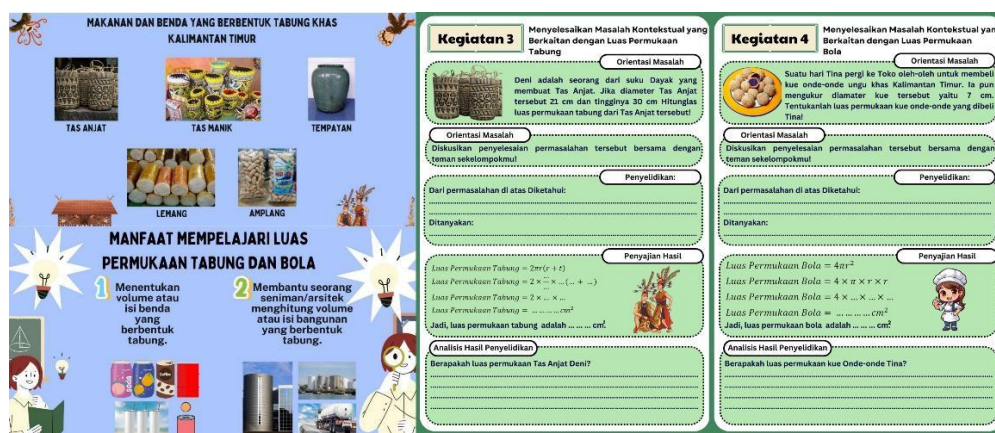 MAKANAN DAN BENDA YANG BERBENTUK TABUNG KHAS
KALIMANTAN TIMUR
TAS ANJAT
TAS MANIK
TEMPAYAN
LEMANG
AMPLANG
MANFAAT MEMPELAJARI LUAS
PERMUKAAN TABUNG DAN BOLA
1
Menentukan
volume atau
isi benda
yang
berbentuk
tabung.
2
Membantu seorang
seniman/arsitek
menghitung volume
atau isi bangunan
yang berbentuk
tabung.
Kegiatan 3
Menyelesaikan Masalah Kontekstual yang
Berkaitan dengan Luas Permukaan
Tabung
Orientasi Masalah
Deni adalah seorang dari suku Dayak yang
membuat Tas Anjat. Jika diameter Tas Anjat
tersebut 21 cm dan tingginya 30 cm Hitunglas
luas permukaan tabung dari Tas Anjat tersebut!
Orientasi Masalah
Diskusikan penyelesaian permasalahan tersebut bersama dengan
teman sekelompokmu!
Penyelidikan:
Dari permasalahan di atas Diketahui:
Ditanyakan:
Penyajian Hasil
Luas Permukaan Tabung = 2πr(r + t)
Luas Permukaan Tabung = 2 × ... / ... × ... (... + ...)
Luas Permukaan Tabung = 2 × ... × ...
Luas Permukaan Tabung = ... ... ... cm²
Jadi, luas permukaan tabung adalah ... ... ... cm².
Analisis Hasil Penyelidikan
Berapakah luas permukaan Tas Anjat Deni?
Kegiatan 4
Menyelesaikan Masalah Kontekstual yan
Berkaitan dengan Luas Permukaan
Bola
Orientasi Masalah
Suatu hari Tina pergi ke Toko oleh-oleh untuk membeli
kue onde-onde ungu khas Kalimantan Timur. Ia pun
mengukur diamater kue tersebut yaitu 7 cm.
Tentukanlah luas permukaan kue onde-onde yang dibeli
Tina!
Orientasi Masalah
Diskusikan penyelesaian permasalahan tersebut bersama dengan
teman sekelompokmu!
Penyelidikan:
Dari permasalahan di atas Diketahui:
Ditanyakan:
Penyajian Hasil
Luas Permukaan Bola = 4πr²
Luas Permukaan Bola = 4 × π × r × r
Luas Permukaan Bola = 4 × ... × ... × ...
Luas Permukaan Bola = ... ... ... cm²
Jadi, luas permukaan bola adalah ... ... ... cm².
Analisis Hasil Penyelidikan
Berapakah luas permukaan kue Onde-onde Tina?